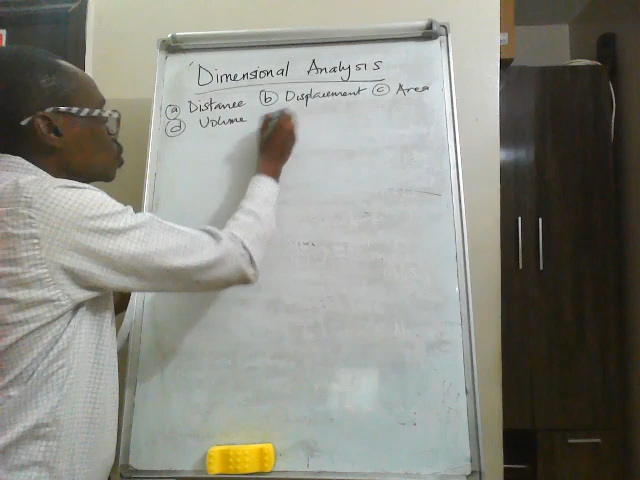 Dimensional Analysis
(a) Distance (b) Displacement (c) Area
(d) Volume